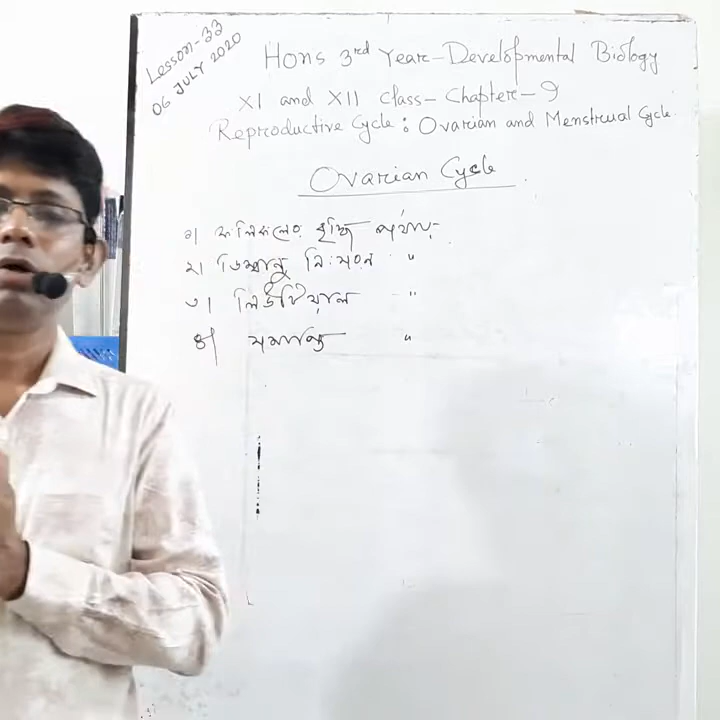 Lesson-33
06 JULY 2020
Hons 3rd Year-Developmental Biology
XI and XII class- Chapter-9
Reproductive Cycle: Ovarian and Menstrual Cycle
Ovarian Cycle
১। ফলিকলের বৃদ্ধি পর্যায়:
২। ডিম্বাণু নিঃসরণ "
৩। লিউটিয়াল "
৪। সমাপ্তি "